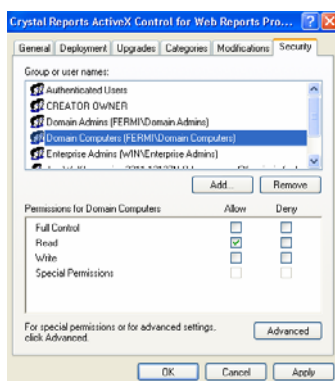 Crystal Reports ActiveX Control for Web Reports Pro...
General Deployment Upgrades Categories Modifications Security
Group or user names:
Authenticated Users
CREATOR OWNER
Domain Admins (FERMI\Domain Admins)
Domain Computers (FERMI\Domain Computers)
Enterprise Admins (WIN\Enterprise Admins)
Add... Remove
Permissions for Domain Computers Allow Deny
Full Control
Read
Write
Special Permissions
For special permissions or for advanced settings,
click Advanced.
Advanced
OK Cancel Apply